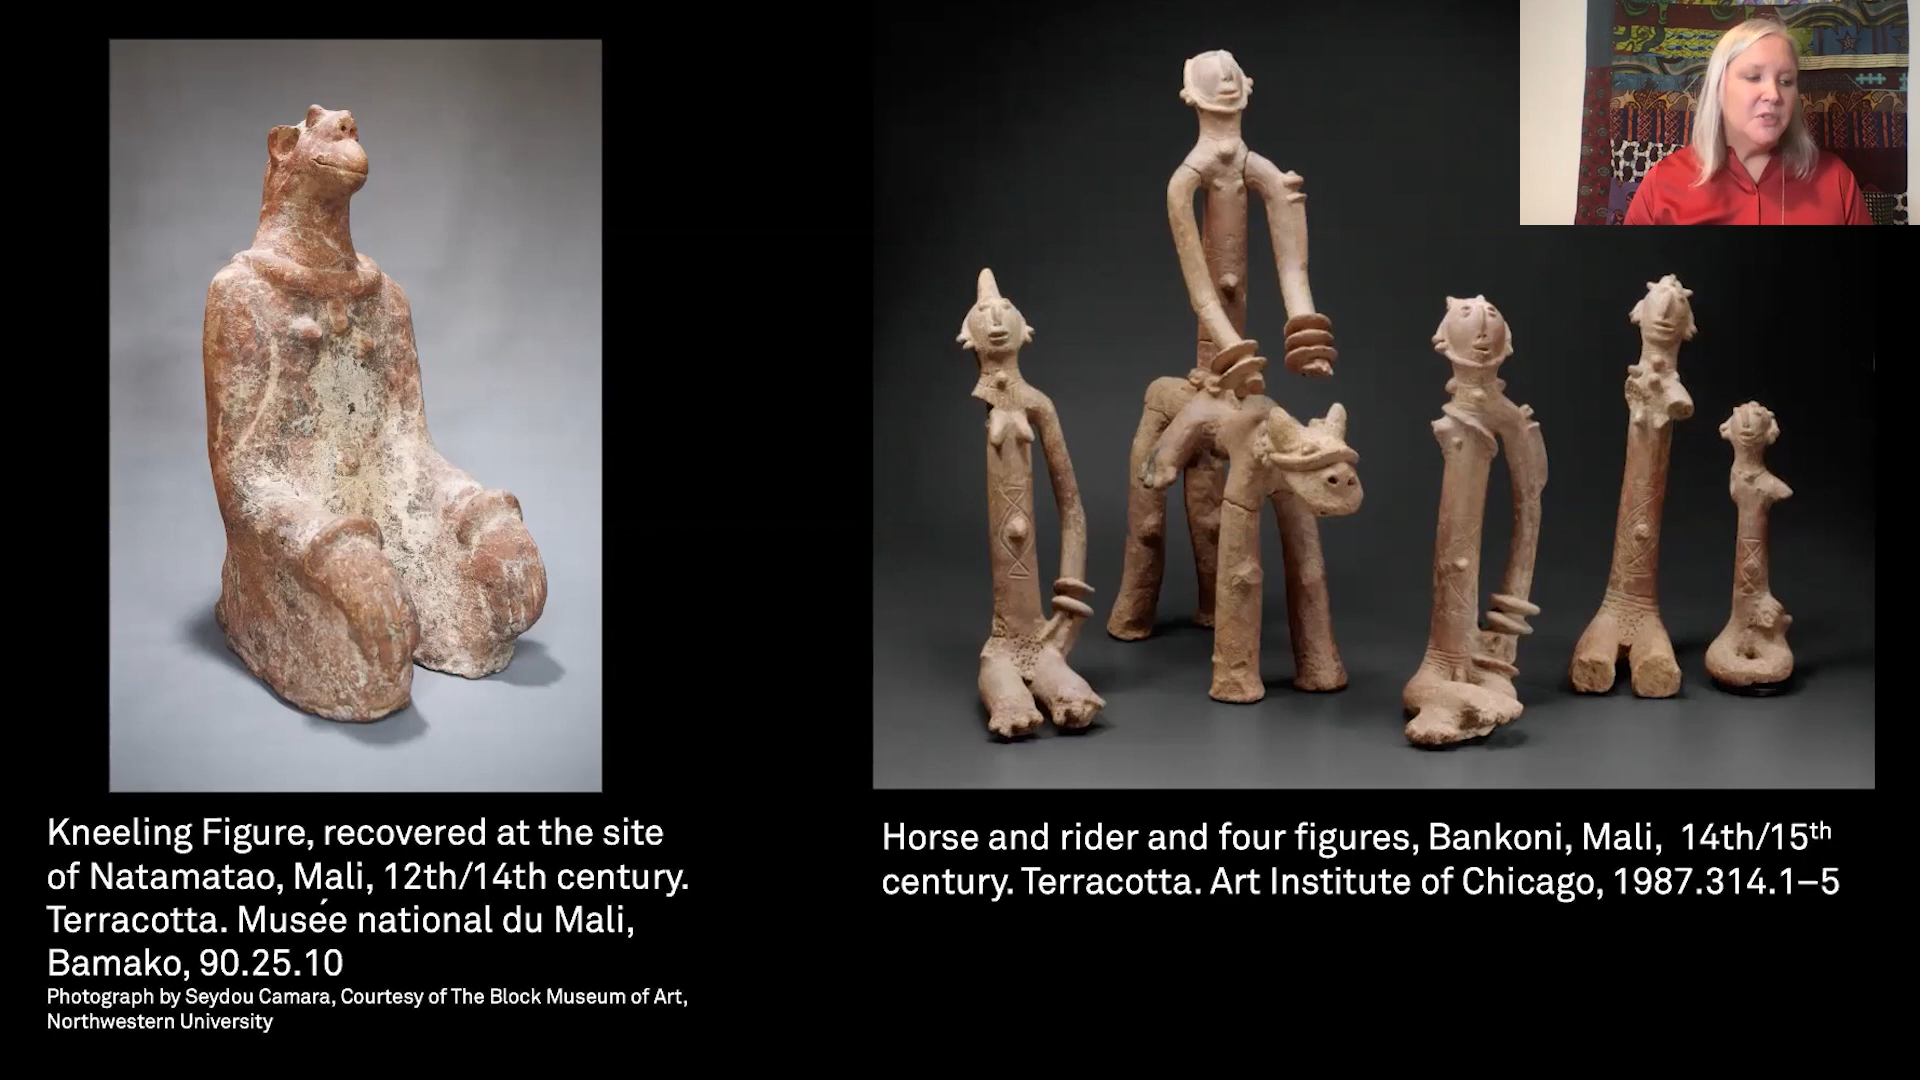 Kneeling Figure, recovered at the site
of Natamatao, Mali, 12th/14th century.
Terracotta. Musée national du Mali,
Bamako, 90.25.10
Photograph by Seydou Camara, Courtesy of The Block Museum of Art,
Northwestern University
Horse and rider and four figures, Bankoni, Mali, 14th/15th
century. Terracotta. Art Institute of Chicago, 1987.314.1–5